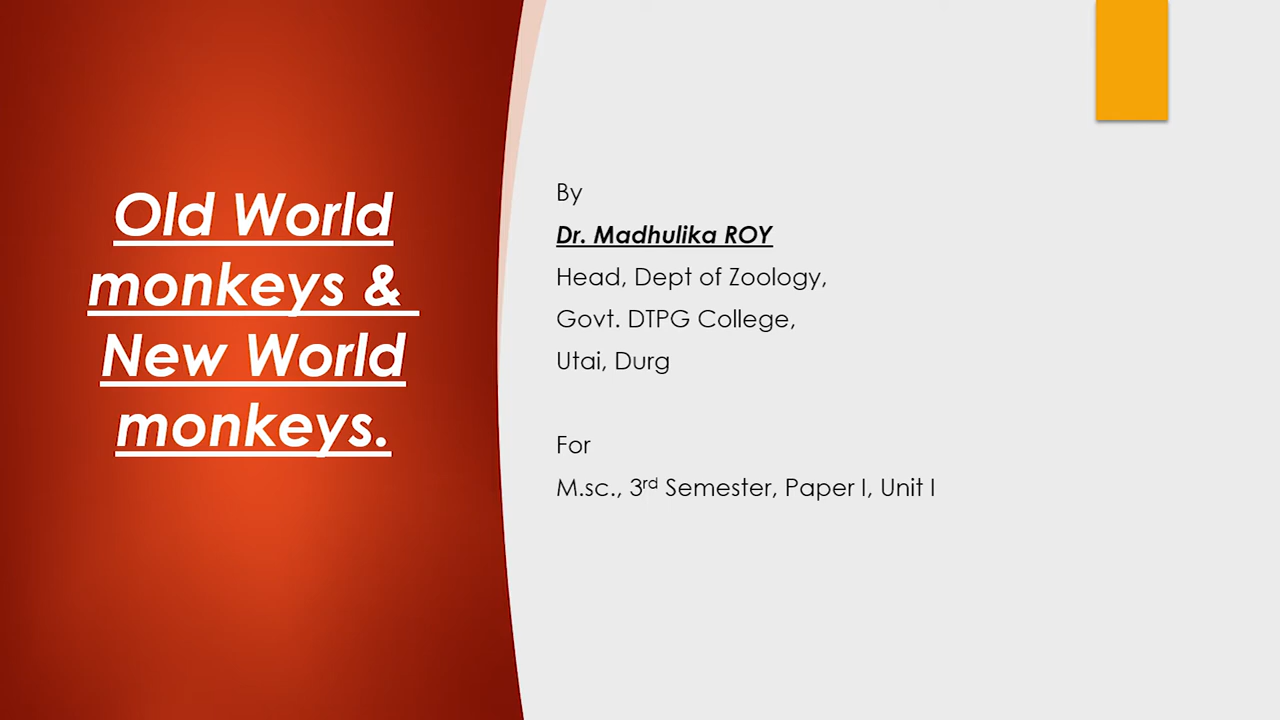 Old World
monkeys &
New World
monkeys.
By
Dr. Madhulika ROY
Head, Dept of Zoology,
Govt. DTPG College,
Utai, Durg
For
M.sc., 3rd Semester, Paper I, Unit I